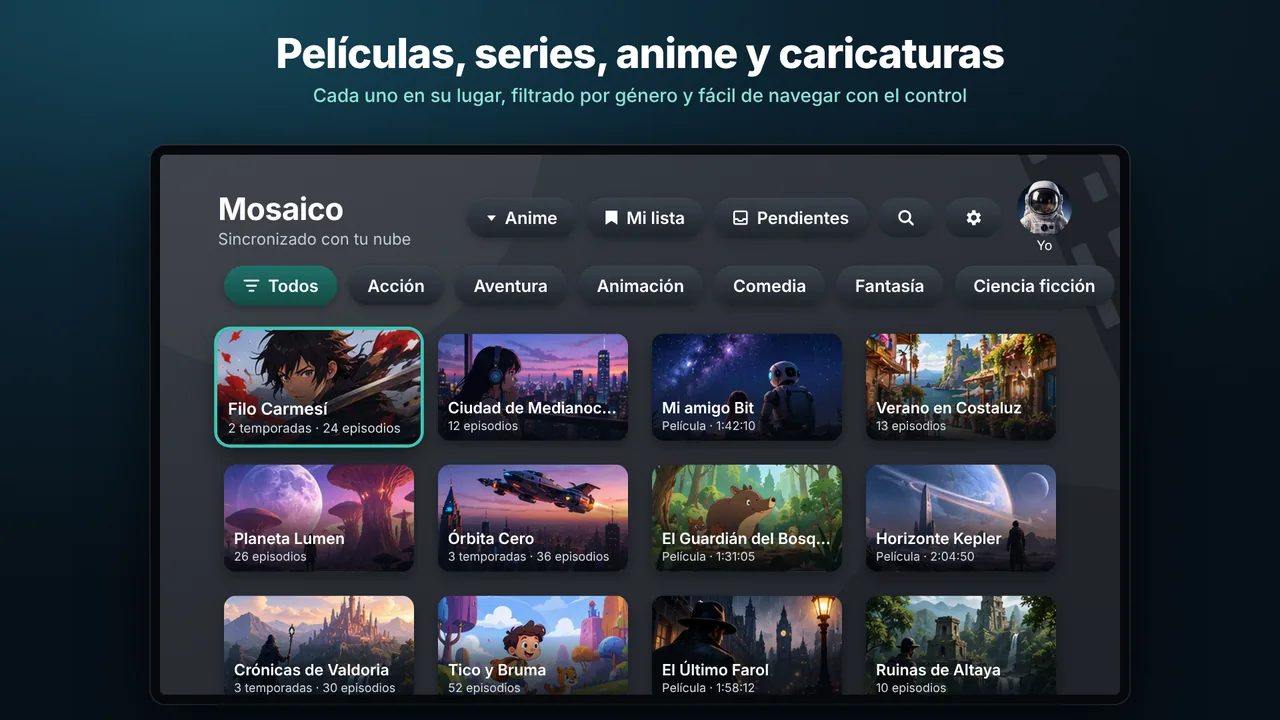 Películas, series, anime y caricaturas
Cada uno en su lugar, filtrado por género y fácil de navegar con el control
Mosaico
Sincronizado con tu nube
Anime
Mi lista
Pendientes
Yo
Todos
Acción
Aventura
Animación
Comedia
Fantasía
Ciencia ficción
Filo Carmesí
2 temporadas · 24 episodios
Ciudad de Medianoc...
12 episodios
Mi amigo Bit
Película · 1:42:10
Verano en Costaluz
13 episodios
Planeta Lumen
26 episodios
Órbita Cero
3 temporadas · 36 episodios
El Guardián del Bosq...
Película · 1:31:05
Horizonte Kepler
Película · 2:04:50
Crónicas de Valdoria
3 temporadas · 30 episodios
Tico y Bruma
52 episodios
El Último Farol
Película · 1:58:12
Ruinas de Altaya
10 episodios